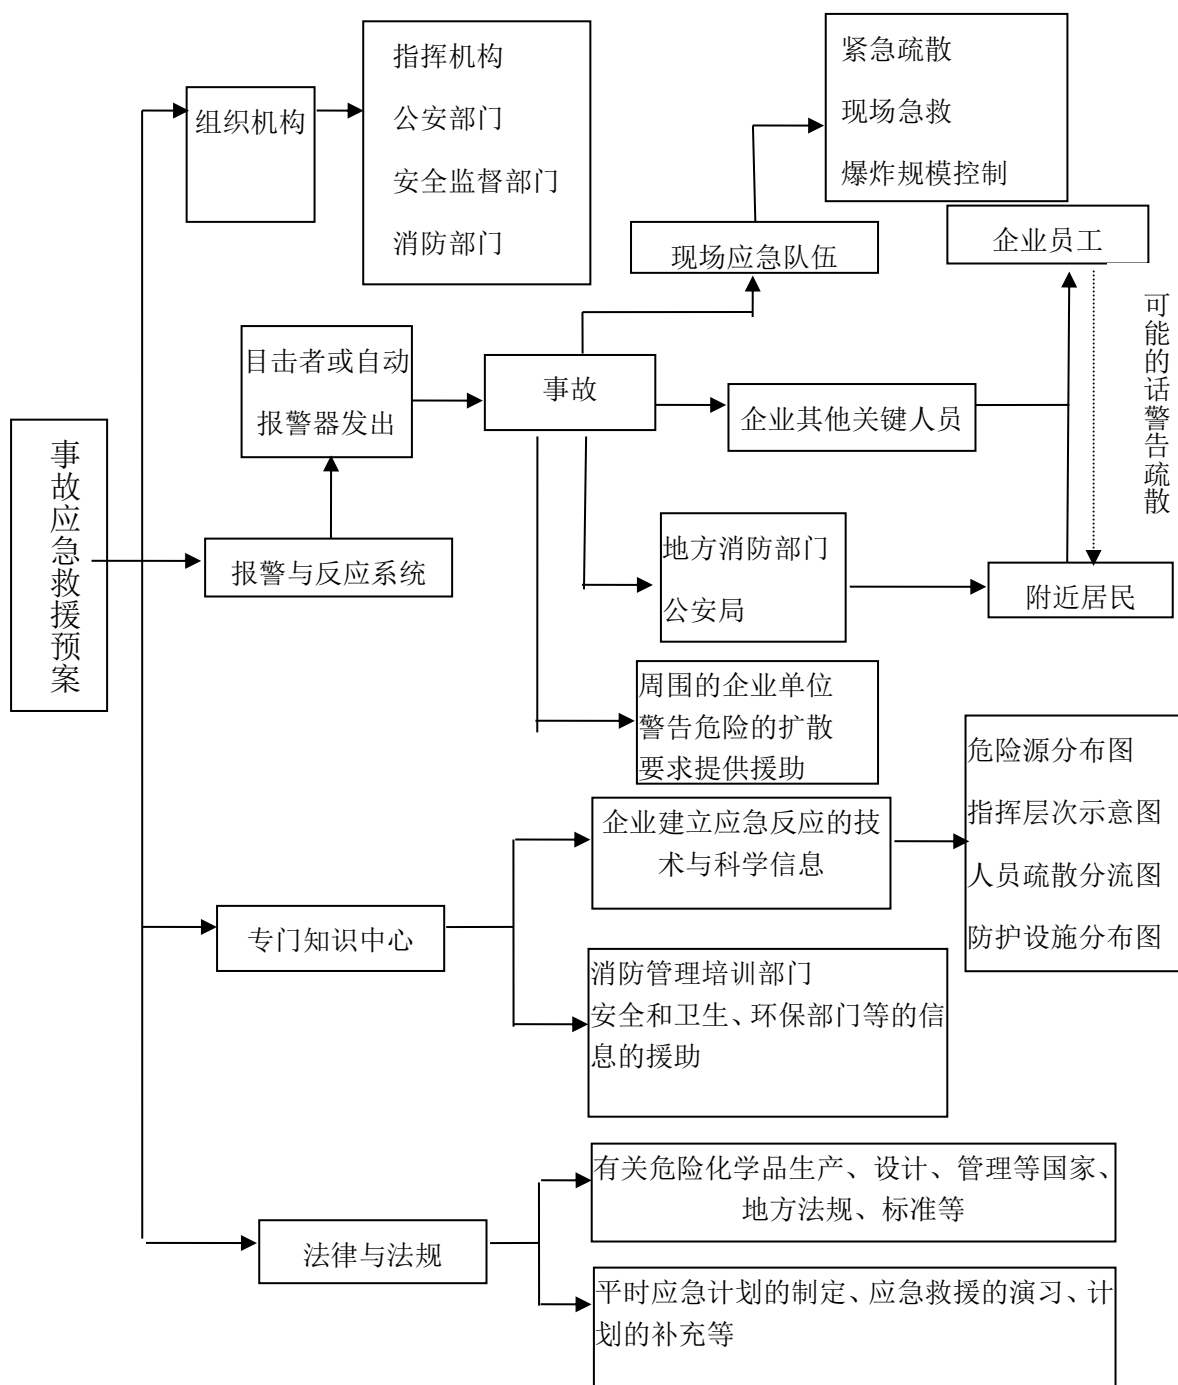 指挥机构
公安部门
安全监督部门
消防部门
组织机构
紧急疏散
现场急救
爆炸规模控制
现场应急队伍
企业员工
可能的话警告疏散
目击者或自动
报警器发出
事故
企业其他关键人员
事故应急救援预案
报警与反应系统
地方消防部门
公安局
附近居民
周围的企业单位
警告危险的扩散
要求提供援助
危险源分布图
指挥层次示意图
人员疏散分流图
防护设施分布图
企业建立应急反应的技
术与科学信息
专门知识中心
消防管理培训部门
安全和卫生、环保部门等的信
息的援助
有关危险化学品生产、设计、管理等国家、
地方法规、标准等
法律与法规
平时应急计划的制定、应急救援的演习、计
划的补充等